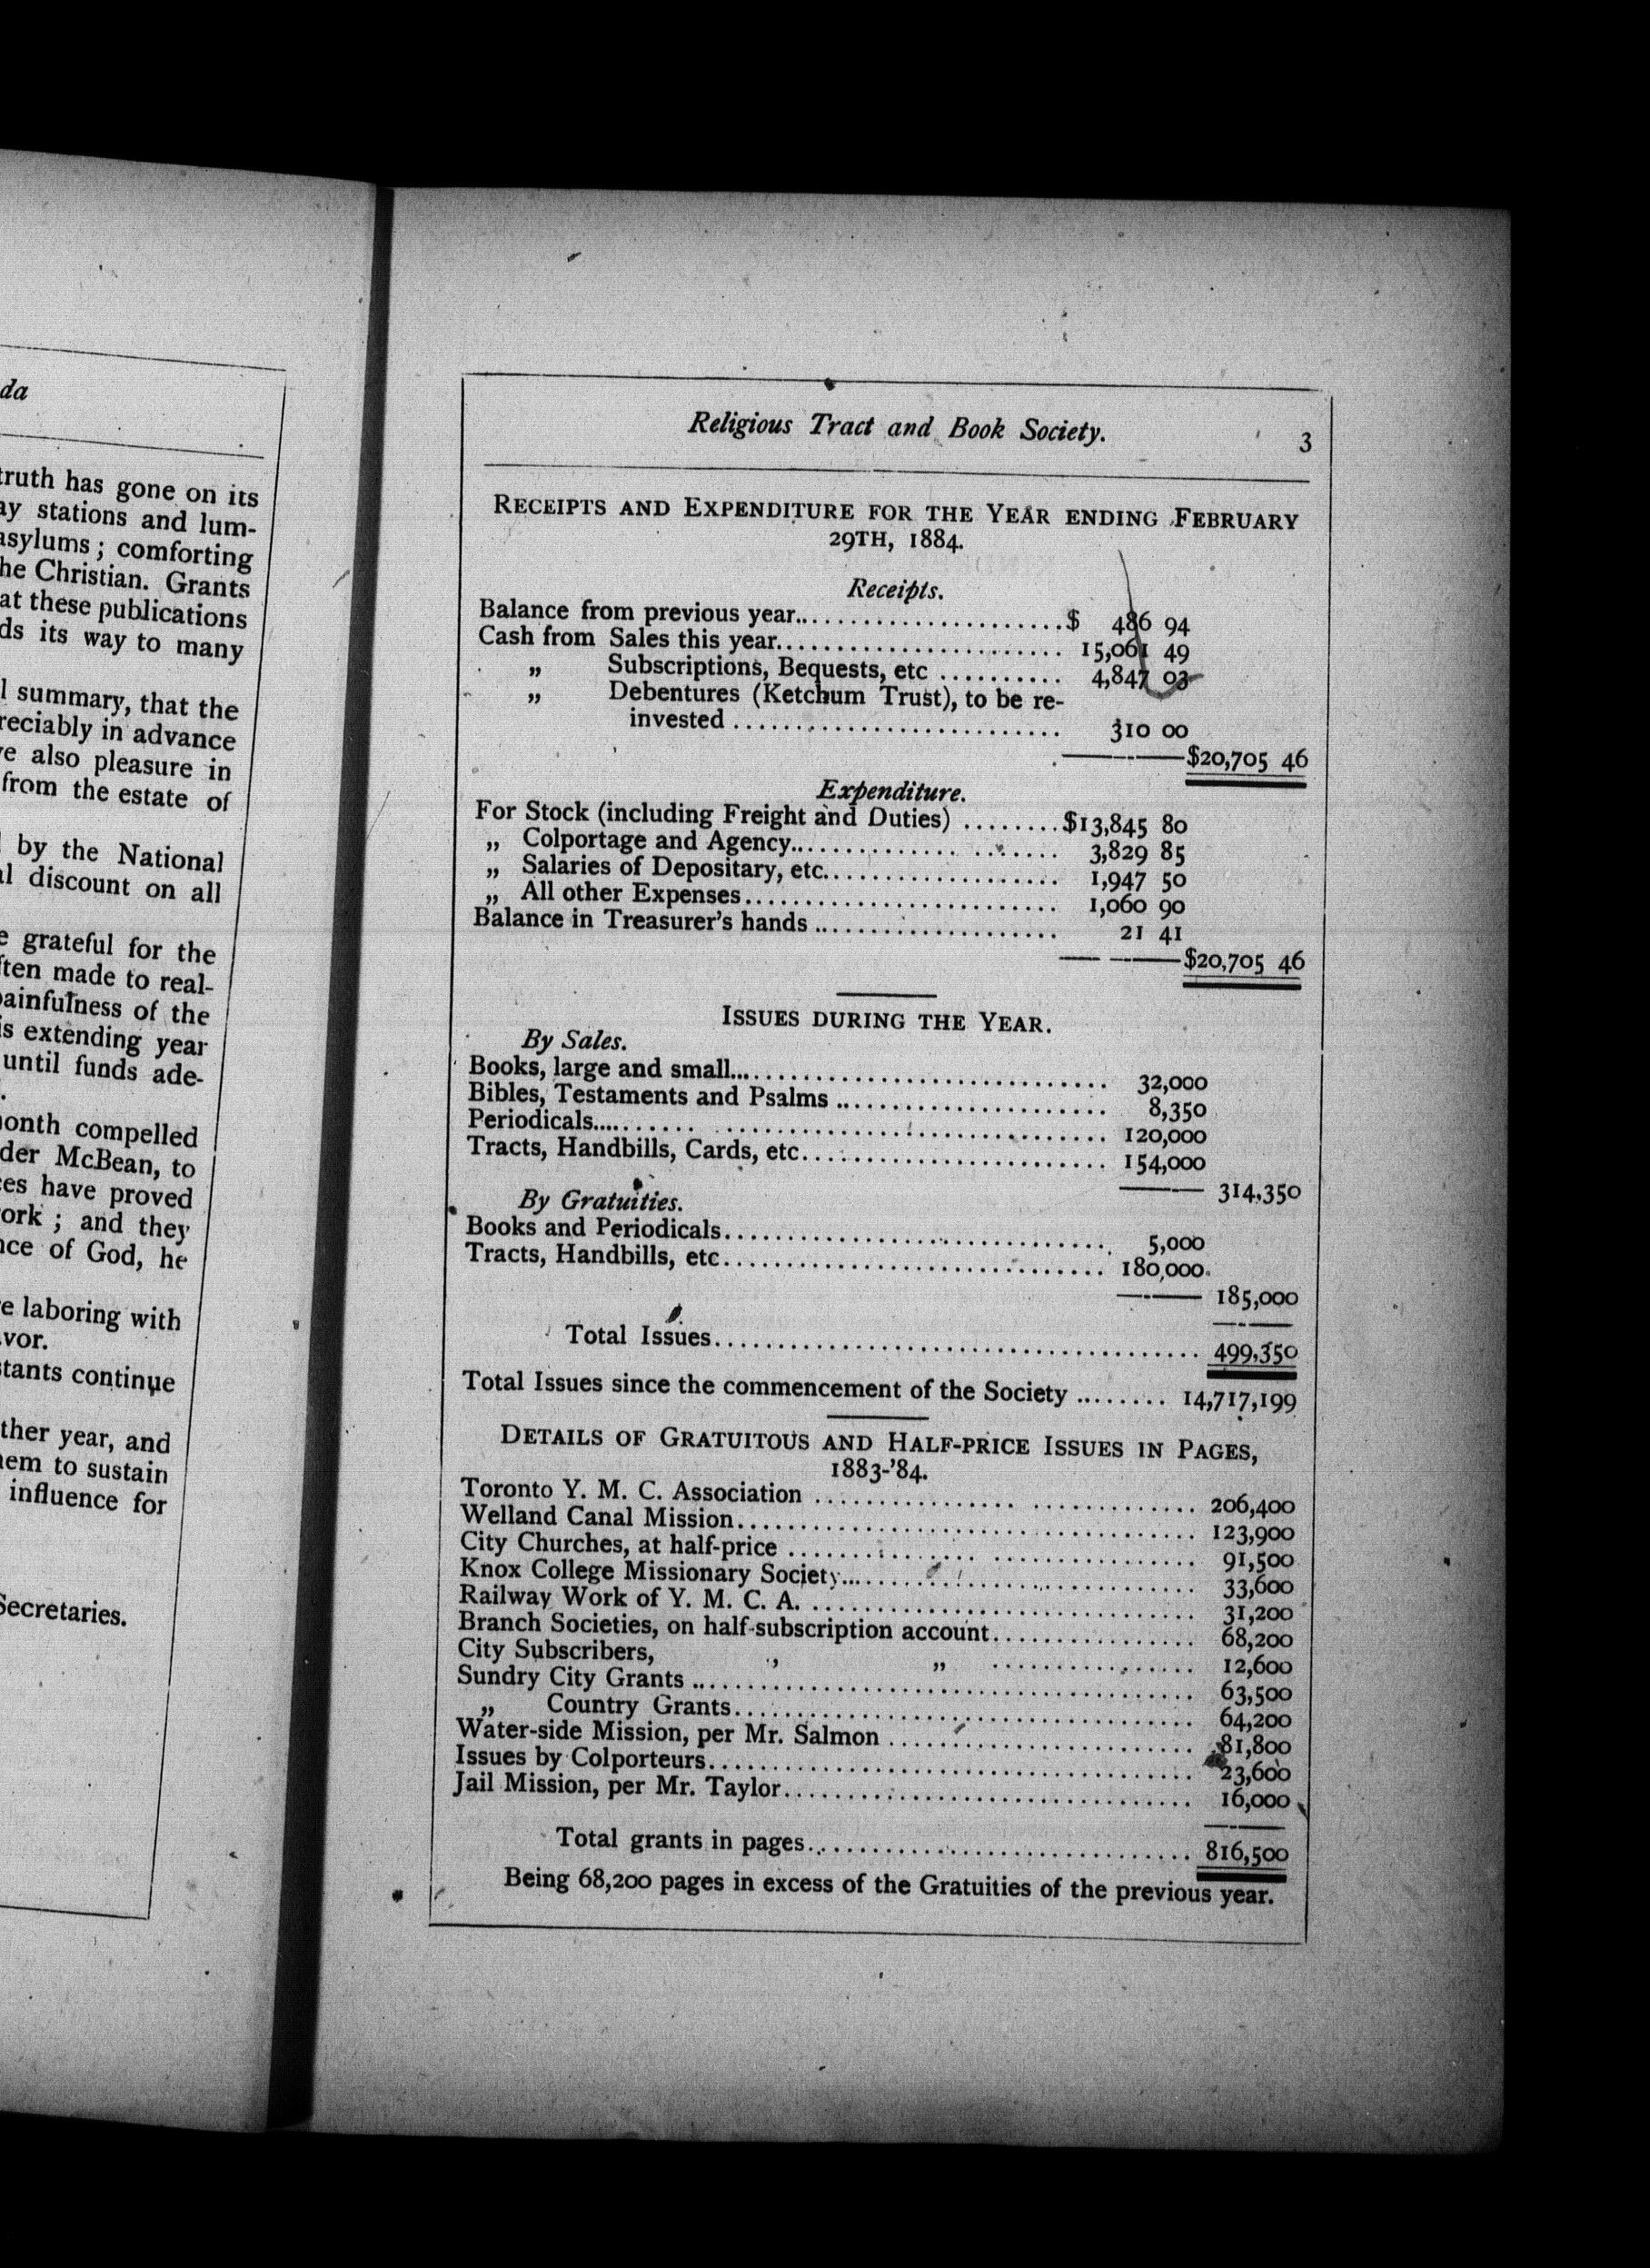 da
truth has gone on its
stations and lum-
asylums ; comforting
the Christian. Grants
at these publications
its way to many
summary, that the
in advance
also pleasure in
from the estate of
by the National
discount on all
grateful for the
made to real-
painfulness of the
extending year
until funds ade-
compelled
McBean, to
have proved
; and they
of God, he
laboring with
continue
year, and
to sustain
influence for
Secretaries.
Religious Tract and Book Society. 3
RECEIPTS AND EXPENDITURE FOR THE YEAR ENDING FEBRUARY
29TH, 1884.
Receipts.
Balance from previous year.......................$ 486 94
Cash from Sales this year......................... 15,061 49
„ Subscriptions, Bequests, etc .......... 4,847 03
„ Debentures (Ketchum Trust), to be re-
invested ........................... 310 00
$20,705 46
Expenditure.
For Stock (including Freight and Duties) ........$13,845 80
„ Colportage and Agency....................... 3,829 85
„ Salaries of Depositary, etc.................... 1,947 50
„ All other Expenses.......................... 1,060 90
Balance in Treasurer's hands ..................... 21 41
$20,705 46
ISSUES DURING THE YEAR.
By Sales.
Books, large and small................................. 32,000
Bibles, Testaments and Psalms ........................ 8,350
Periodicals........................................... 120,000
Tracts, Handbills, Cards, etc.......................... 154,000
314,350
By Gratuities.
Books and Periodicals................................. 5,000
Tracts, Handbills, etc................................. 180,000
185,000
Total Issues........................................ 499,350
Total Issues since the commencement of the Society ........ 14,717,199
DETAILS OF GRATUITOUS AND HALF-PRICE ISSUES IN PAGES,
1883-'84.
Toronto Y. M. C. Association .............................. 206,400
Welland Canal Mission...................................... 123,900
City Churches, at half-price ................................ 91,500
Knox College Missionary Society............................ 33,600
Railway Work of Y. M. C. A. ................................ 31,200
Branch Societies, on half-subscription account................. 68,200
City Subscribers, „ „ .................. 12,600
Sundry City Grants ........................................ 63,500
„ Country Grants...................................... 64,200
Water-side Mission, per Mr. Salmon .......................... 81,800
Issues by Colporteurs........................................ 23,600
Jail Mission, per Mr. Taylor.................................. 16,000
Total grants in pages.................................. 816,500
Being 68,200 pages in excess of the Gratuities of the previous year.